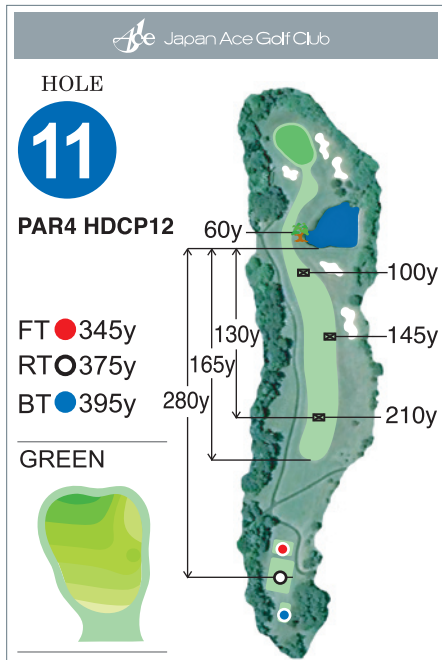 Ace Japan Ace Golf Club
HOLE
11
PAR4 HDCP12
60y
100y
FT 345y
130y
145y
RT 375y
165y
BT 395y
280y
210y
GREEN